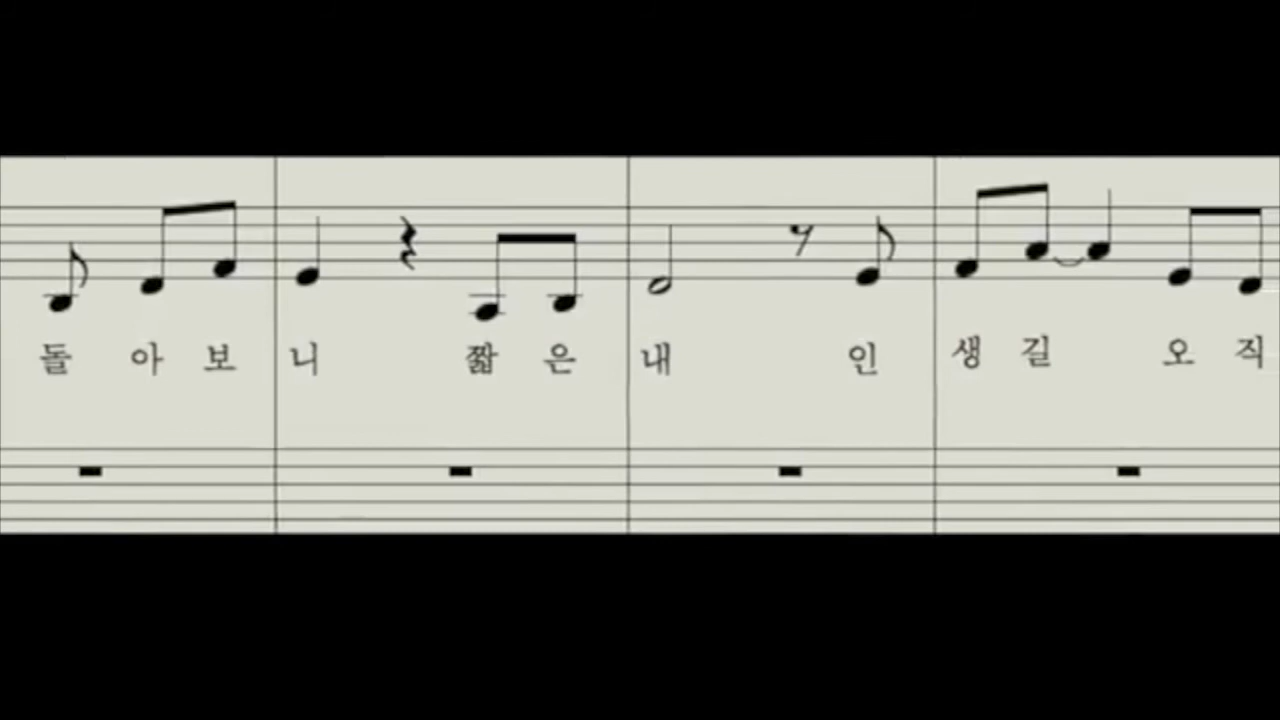 돌 아 보 니 짧 은 내 인 생 길 오 직